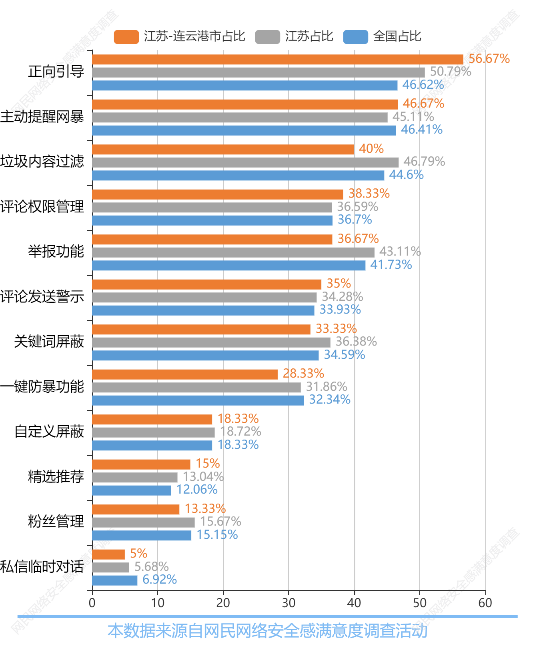 江苏-连云港市占比 江苏占比 全国占比
正向引导 56.67%
50.79%
46.62%
主动提醒网暴 46.67%
45.11%
46.41%
垃圾内容过滤 40%
46.79%
44.6%
评论权限管理 38.33%
36.59%
36.7%
举报功能 36.67%
43.11%
41.73%
评论发送警示 35%
34.28%
33.93%
关键词屏蔽 33.33%
36.38%
34.59%
一键防暴功能 28.33%
31.86%
32.34%
自定义屏蔽 18.33%
18.72%
18.33%
精选推荐 15%
13.04%
12.06%
粉丝管理 13.33%
15.67%
15.15%
私信临时对话 5%
5.68%
6.92%
0 10 20 30 40 50 60
本数据来源自网民网络安全感满意度调查活动